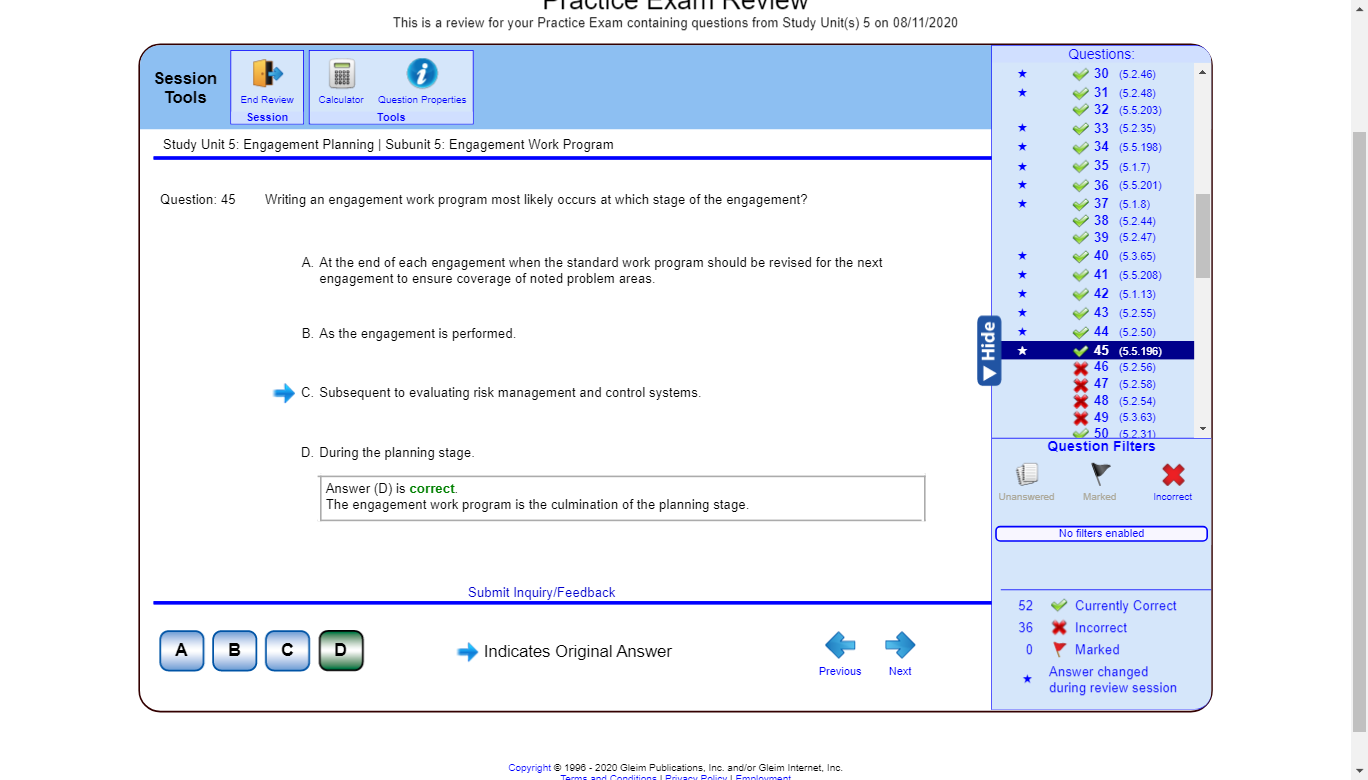 Practice Exam Review
This is a review for your Practice Exam containing questions from Study Unit(s) 5 on 08/11/2020
Session
Tools
End Review
Session
Calculator
Question Properties
Tools
Study Unit 5: Engagement Planning | Subunit 5: Engagement Work Program
Question: 45
Writing an engagement work program most likely occurs at which stage of the engagement?
A. At the end of each engagement when the standard work program should be revised for the next
engagement to ensure coverage of noted problem areas.
B. As the engagement is performed.
C. Subsequent to evaluating risk management and control systems.
D. During the planning stage.
Answer (D) is correct.
The engagement work program is the culmination of the planning stage.
Submit Inquiry/Feedback
A
B
C
D
Indicates Original Answer
Previous
Next
Hide
Questions:
30 (5.2.46)
31 (5.2.48)
32 (5.5.203)
33 (5.2.35)
34 (5.5.198)
35 (5.1.7)
36 (5.5.201)
37 (5.1.8)
38 (5.2.44)
39 (5.2.47)
40 (5.3.65)
41 (5.5.208)
42 (5.1.13)
43 (5.2.55)
44 (5.2.50)
45 (5.5.196)
46 (5.2.56)
47 (5.2.58)
48 (5.2.54)
49 (5.3.63)
50 (5.2.31)
Question Filters
Unanswered
Marked
Incorrect
No filters enabled
52 Currently Correct
36 Incorrect
0 Marked
Answer changed
during review session
Copyright © 1996 - 2020 Gleim Publications, Inc. and/or Gleim Internet, Inc.
Terms and Conditions | Privacy Policy | Employment